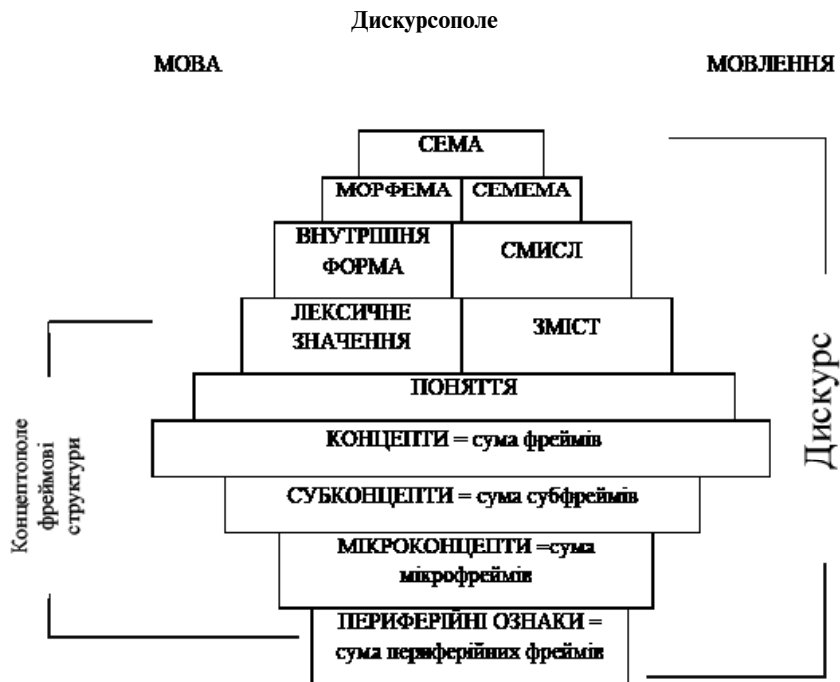 Дискурсополе
МОВА
МОВЛЕННЯ
СЕМА
МОРФЕМА
СЕМЕМА
ВНУТРІШНЯ
ФОРМА
СМИСЛ
ЛЕКСИЧНЕ
ЗНАЧЕННЯ
ЗМІСТ
ПОНЯТТЯ
КОНЦЕПТИ = сума фреймів
СУБКОНЦЕПТИ = сума субфреймів
МІКРОКОНЦЕПТИ =сума
мікрофреймів
ПЕРИФЕРІЙНІ ОЗНАКИ =
сума периферійних фреймів
Концептополе
фреймові
структури
Дискурс